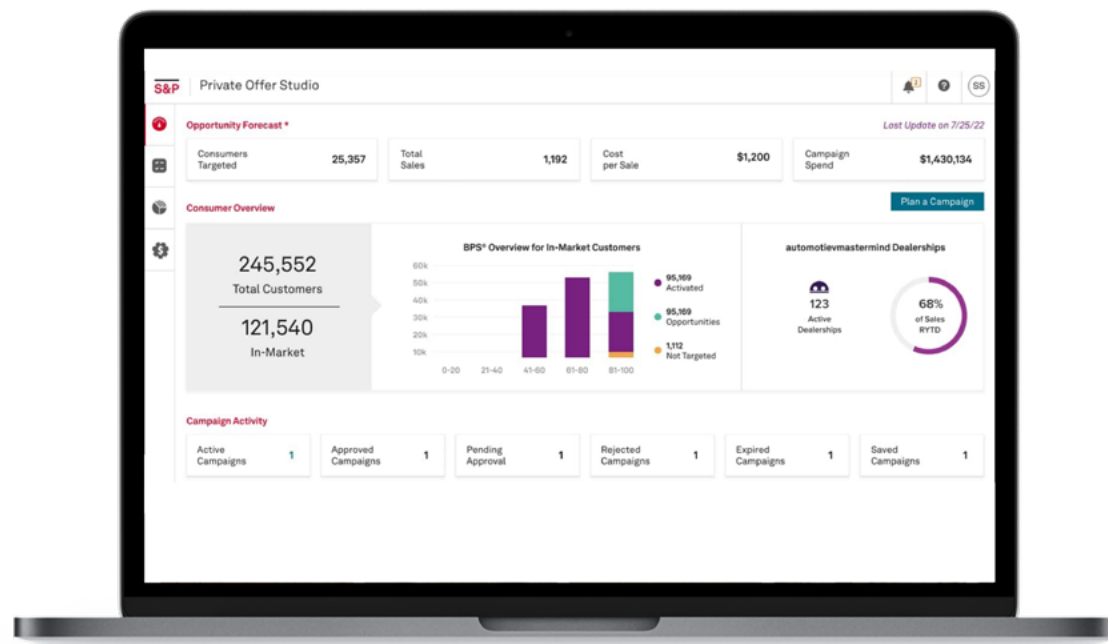 S&P
Private Offer Studio
2
?
SS
Opportunity Forecast *
Last Update on 7/25/22
Consumers
Targeted
25,357
Total
Sales
1,192
Cost
per Sale
$1,200
Campaign
Spend
$1,430,134
Consumer Overview
Plan a Campaign
245,552
Total Customers
121,540
In-Market
BPS® Overview for In-Market Customers
60k
50k
40k
30k
20k
10k
0-20
21-40
41-60
61-80
81-100
95,169
Activated
95,169
Opportunities
1,112
Not Targeted
automotievmastermind Dealerships
123
Active
Dealerships
68%
of Sales
RYTD
Campaign Activity
Active
Campaigns
1
Approved
Campaigns
1
Pending
Approval
1
Rejected
Campaigns
1
Expired
Campaigns
1
Saved
Campaigns
1